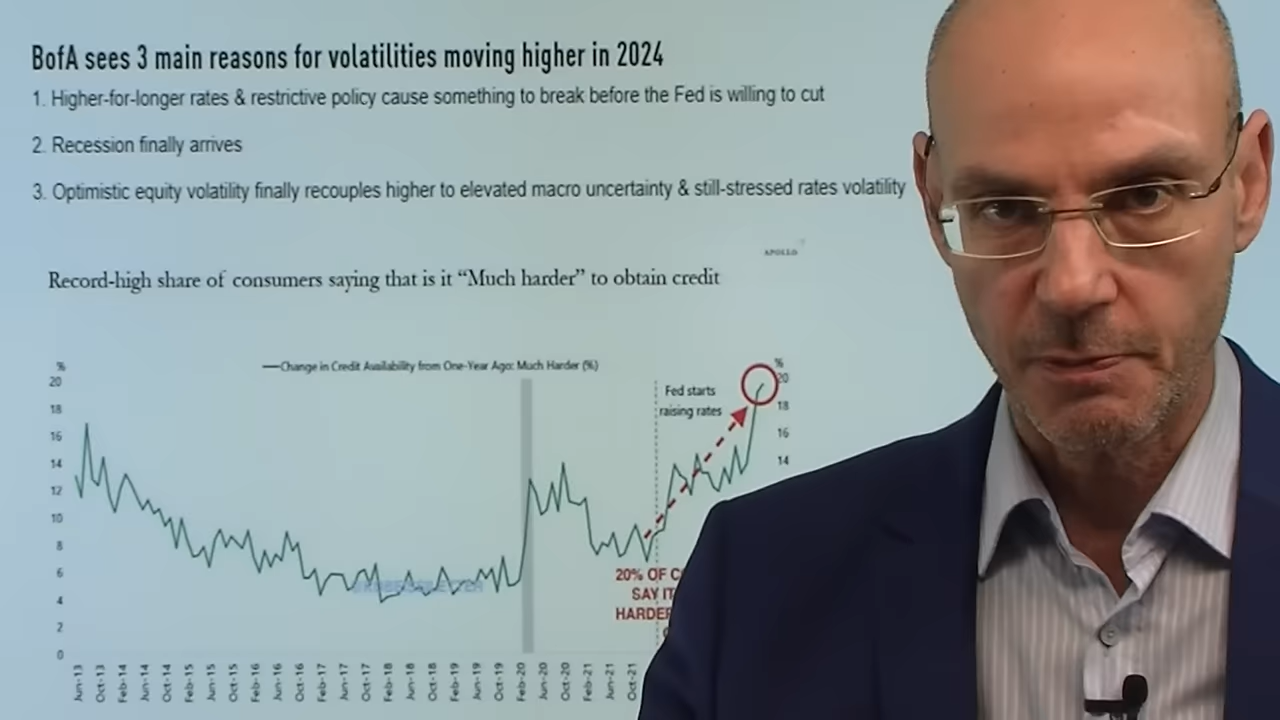 BofA sees 3 main reasons for volatilities moving higher in 2024
1. Higher-for-longer rates & restrictive policy cause something to break before the Fed is willing to cut
2. Recession finally arrives
3. Optimistic equity volatility finally recouples higher to elevated macro uncertainty & still-stressed rates volatility
APOLLO
Record-high share of consumers saying that is it “Much harder” to obtain credit
% Change in Credit Availability from One-Year Ago: Much Harder (%) %
20 20
18 18
16 16
14 14
12
10
8
6
4
2
0
Fed starts
raising rates
20% OF C
SAY IT
HARDER
Jun-13 Oct-13 Feb-14 Jun-14 Oct-14 Feb-15 Jun-15 Oct-15 Feb-16 Jun-16 Oct-16 Feb-17 Jun-17 Oct-17 Feb-18 Jun-18 Oct-18 Feb-19 Jun-19 Oct-19 Feb-20 Jun-20 Oct-20 Feb-21 Jun-21 Oct-21